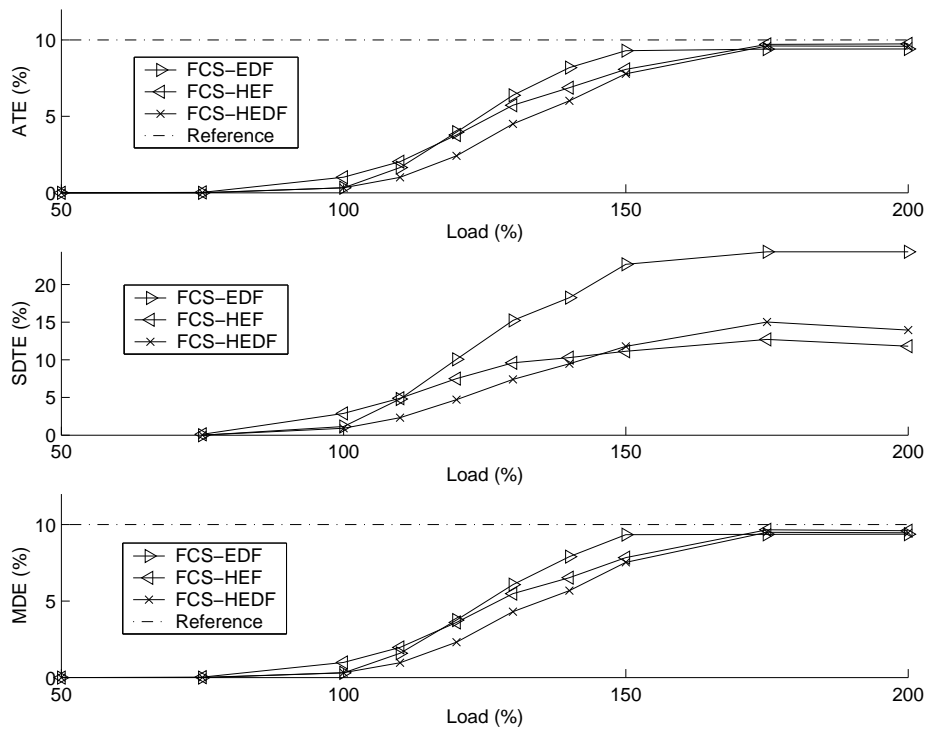 ATE (%)
10
5
0
FCS−EDF
FCS−HEF
FCS−HEDF
Reference
50
100
150
200
Load (%)
SDTE (%)
20
15
10
5
0
FCS−EDF
FCS−HEF
FCS−HEDF
50
100
150
200
Load (%)
MDE (%)
10
5
0
FCS−EDF
FCS−HEF
FCS−HEDF
Reference
50
100
150
200
Load (%)